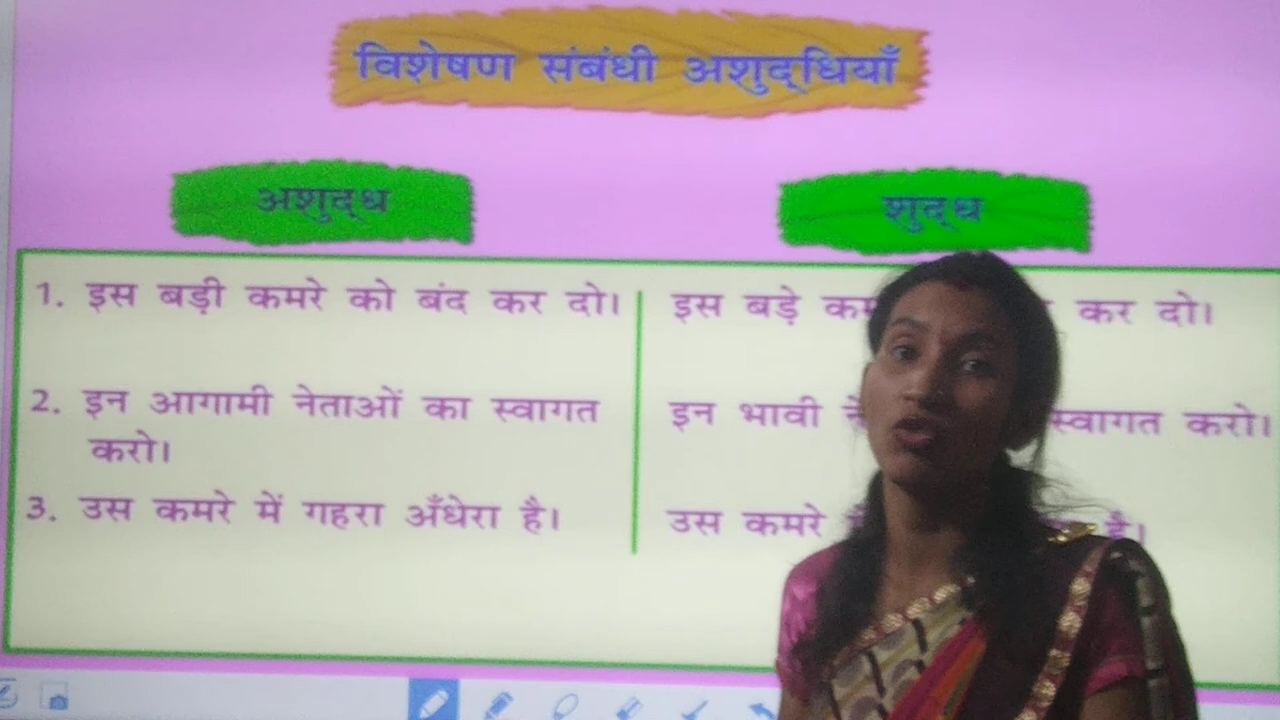 विशेषण संबंधी अशुद्धियाँ
अशुद्ध
शुद्ध
1. इस बड़ी कमरे को बंद कर दो।
इस बड़े कर दो।
2. इन आगामी नेताओं का स्वागत
करो।
इन भावी स्वागत करो।
3. उस कमरे में गहरा अँधेरा है।
उस कमरे है।